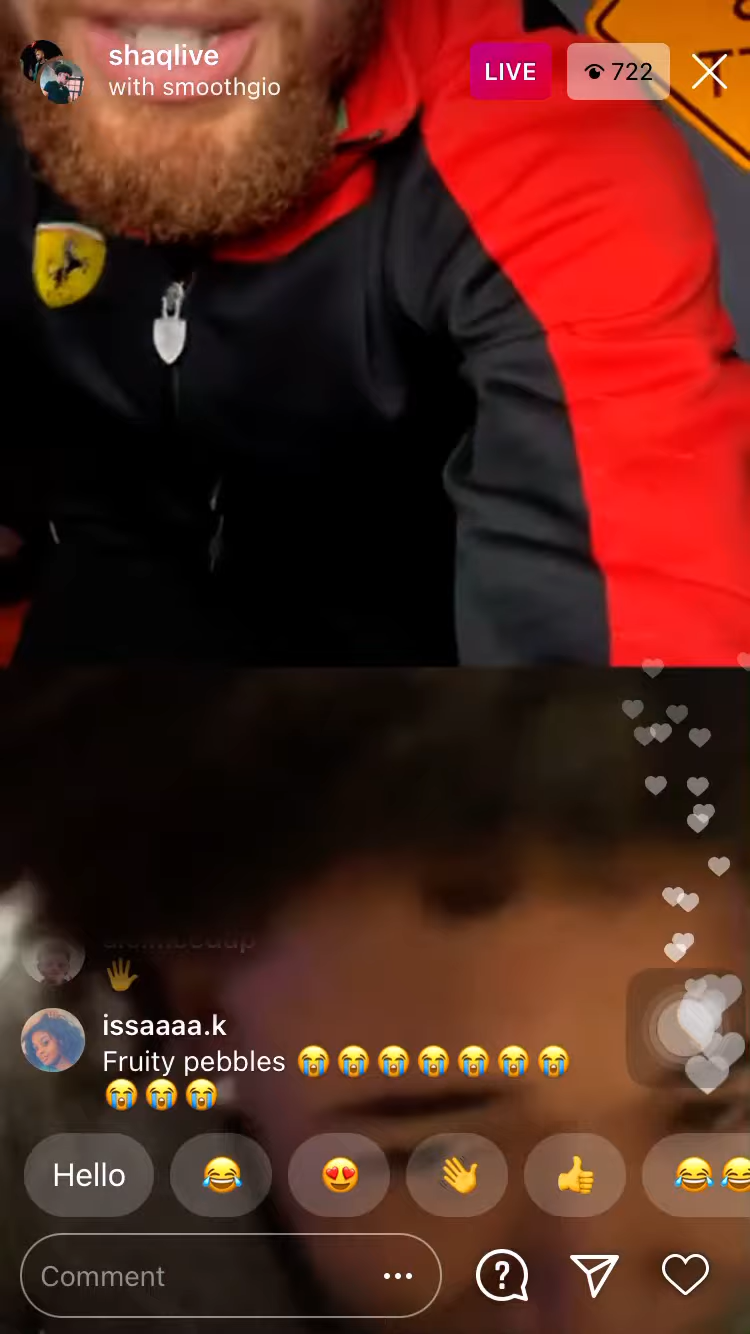 shaqlive
with smoothgio
LIVE
722
issaaaa.k
Fruity pebbles 😭😭😭😭😭😭😭
😭😭😭
Hello
Comment